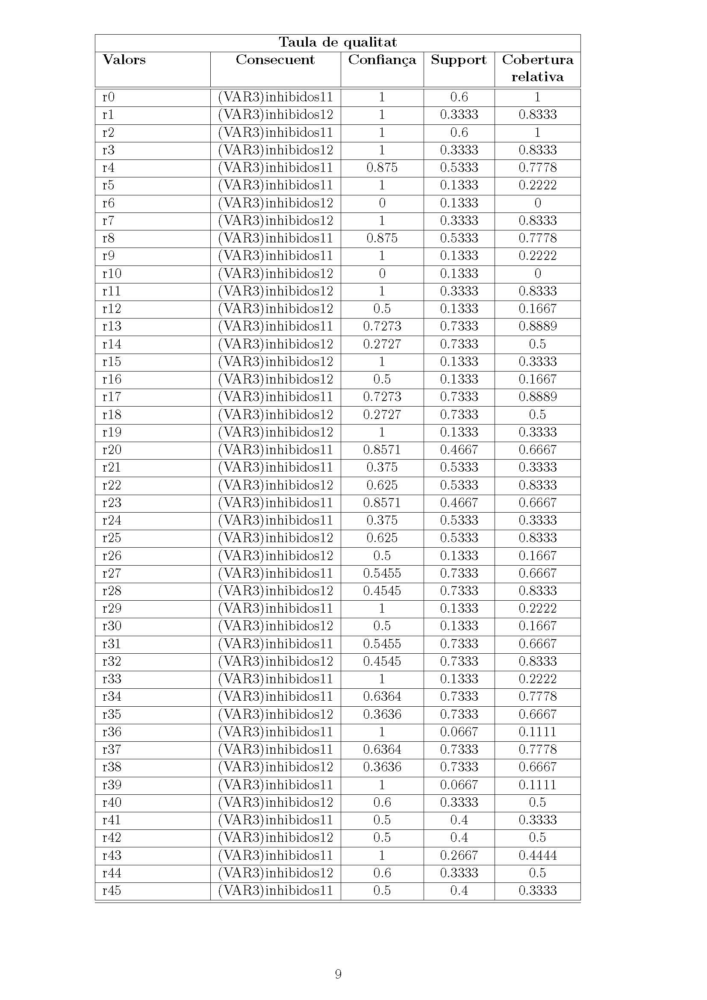 Taula de qualitat
Valors Consecuent Confiança Support Cobertura
relativa
r0 (VAR3)inhibidos11 1 0.6 1
r1 (VAR3)inhibidos12 1 0.3333 0.8333
r2 (VAR3)inhibidos11 1 0.6 1
r3 (VAR3)inhibidos12 1 0.3333 0.8333
r4 (VAR3)inhibidos11 0.875 0.5333 0.7778
r5 (VAR3)inhibidos11 1 0.1333 0.2222
r6 (VAR3)inhibidos12 0 0.1333 0
r7 (VAR3)inhibidos12 1 0.3333 0.8333
r8 (VAR3)inhibidos11 0.875 0.5333 0.7778
r9 (VAR3)inhibidos11 1 0.1333 0.2222
r10 (VAR3)inhibidos12 0 0.1333 0
r11 (VAR3)inhibidos12 1 0.3333 0.8333
r12 (VAR3)inhibidos12 0.5 0.1333 0.1667
r13 (VAR3)inhibidos11 0.7273 0.7333 0.8889
r14 (VAR3)inhibidos12 0.2727 0.7333 0.5
r15 (VAR3)inhibidos12 1 0.1333 0.3333
r16 (VAR3)inhibidos12 0.5 0.1333 0.1667
r17 (VAR3)inhibidos11 0.7273 0.7333 0.8889
r18 (VAR3)inhibidos12 0.2727 0.7333 0.5
r19 (VAR3)inhibidos12 1 0.1333 0.3333
r20 (VAR3)inhibidos11 0.8571 0.4667 0.6667
r21 (VAR3)inhibidos11 0.375 0.5333 0.3333
r22 (VAR3)inhibidos12 0.625 0.5333 0.8333
r23 (VAR3)inhibidos11 0.8571 0.4667 0.6667
r24 (VAR3)inhibidos11 0.375 0.5333 0.3333
r25 (VAR3)inhibidos12 0.625 0.5333 0.8333
r26 (VAR3)inhibidos12 0.5 0.1333 0.1667
r27 (VAR3)inhibidos11 0.5455 0.7333 0.6667
r28 (VAR3)inhibidos12 0.4545 0.7333 0.8333
r29 (VAR3)inhibidos11 1 0.1333 0.2222
r30 (VAR3)inhibidos12 0.5 0.1333 0.1667
r31 (VAR3)inhibidos11 0.5455 0.7333 0.6667
r32 (VAR3)inhibidos12 0.4545 0.7333 0.8333
r33 (VAR3)inhibidos11 1 0.1333 0.2222
r34 (VAR3)inhibidos11 0.6364 0.7333 0.7778
r35 (VAR3)inhibidos12 0.3636 0.7333 0.6667
r36 (VAR3)inhibidos11 1 0.0667 0.1111
r37 (VAR3)inhibidos11 0.6364 0.7333 0.7778
r38 (VAR3)inhibidos12 0.3636 0.7333 0.6667
r39 (VAR3)inhibidos11 1 0.0667 0.1111
r40 (VAR3)inhibidos12 0.6 0.3333 0.5
r41 (VAR3)inhibidos11 0.5 0.4 0.3333
r42 (VAR3)inhibidos12 0.5 0.4 0.5
r43 (VAR3)inhibidos11 1 0.2667 0.4444
r44 (VAR3)inhibidos12 0.6 0.3333 0.5
r45 (VAR3)inhibidos11 0.5 0.4 0.3333
9